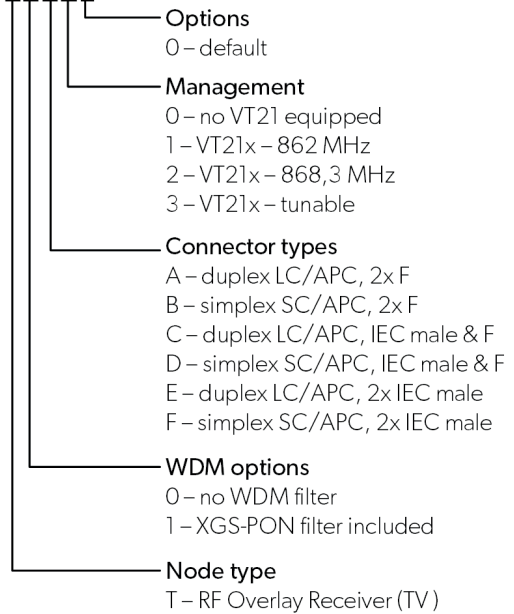 Options
0 – default
Management
0 – no VT21 equipped
1 – VT21x – 862 MHz
2 – VT21x – 868,3 MHz
3 – VT21x – tunable
Connector types
A – duplex LC/APC, 2x F
B – simplex SC/APC, 2x F
C – duplex LC/APC, IEC male & F
D – simplex SC/APC, IEC male & F
E – duplex LC/APC, 2x IEC male
F – simplex SC/APC, 2x IEC male
WDM options
0 – no WDM filter
1 – XGS-PON filter included
Node type
T – RF Overlay Receiver (TV )